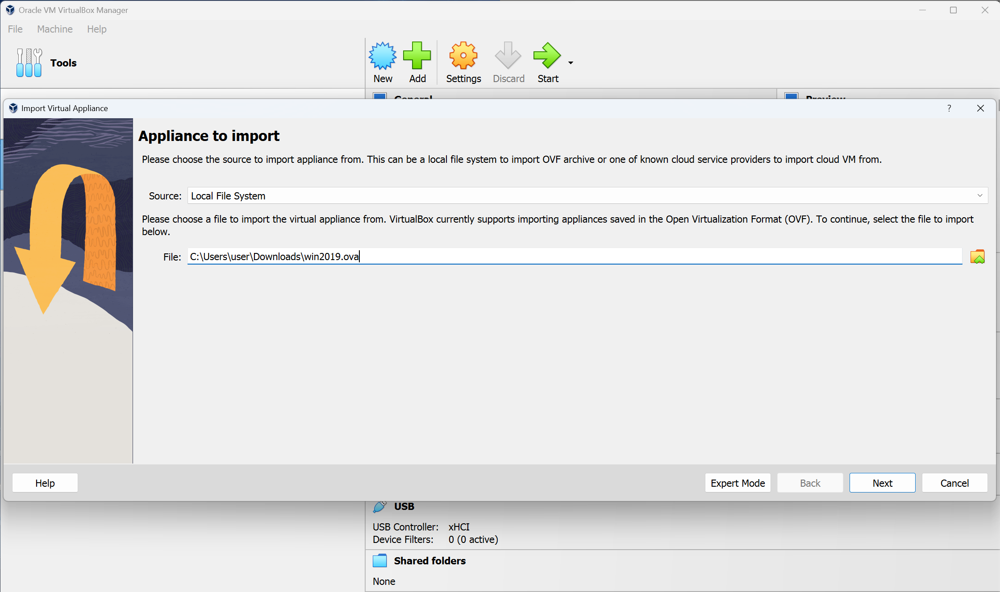 Oracle VM VirtualBox Manager
File Machine Help
Tools
New Add Settings Discard Start
General Preview
Import Virtual Appliance
?
Appliance to import
Please choose the source to import appliance from. This can be a local file system to import OVF archive or one of known cloud service providers to import cloud VM from.
Source: Local File System
Please choose a file to import the virtual appliance from. VirtualBox currently supports importing appliances saved in the Open Virtualization Format (OVF). To continue, select the file to import
below.
File: C:\Users\user\Downloads\win2019.ova
Help Expert Mode Back Next Cancel
USB
USB Controller: xHCI
Device Filters: 0 (0 active)
Shared folders
None